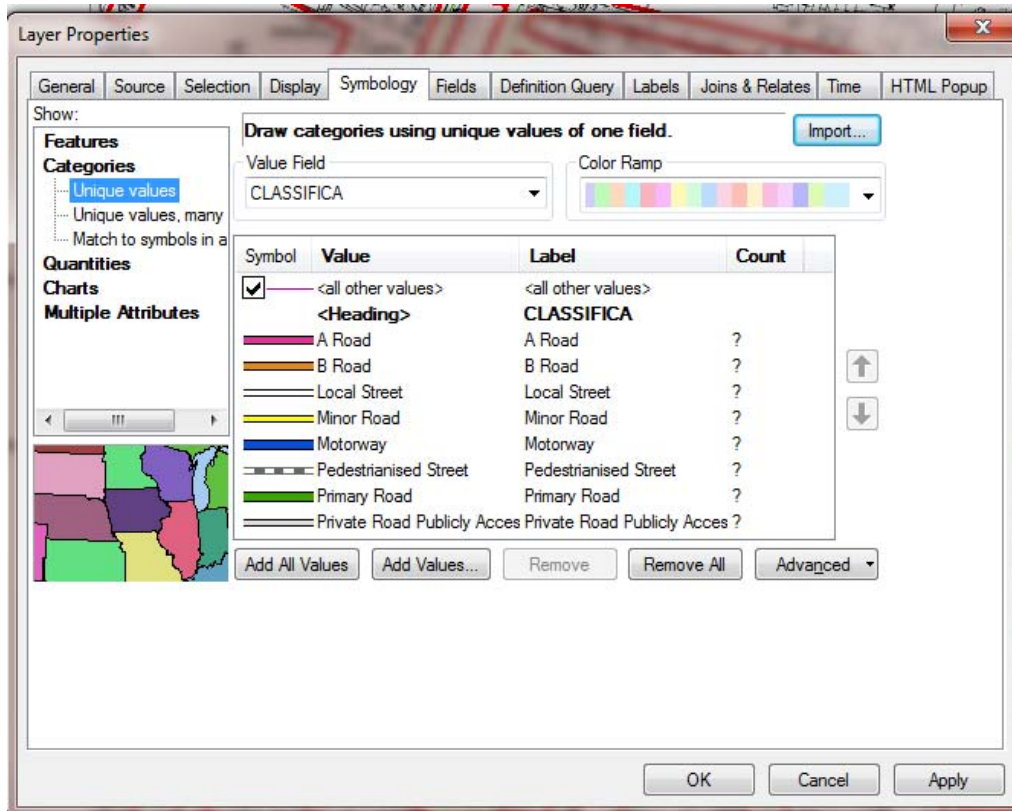 Layer Properties
General Source Selection Display Symbology Fields Definition Query Labels Joins & Relates Time HTML Popup
Show:
Features
Categories
Unique values
Unique values, many
Match to symbols in a
Quantities
Charts
Multiple Attributes
Draw categories using unique values of one field.
Import...
Value Field
CLASSIFICA
Color Ramp
Symbol Value Label Count
<all other values> <all other values>
<Heading> CLASSIFICA
A Road A Road ?
B Road B Road ?
Local Street Local Street ?
Minor Road Minor Road ?
Motorway Motorway ?
Pedestrianised Street Pedestrianised Street ?
Primary Road Primary Road ?
Private Road Publicly Acces Private Road Publicly Acces ?
Add All Values Add Values... Remove Remove All Advanced
OK Cancel Apply